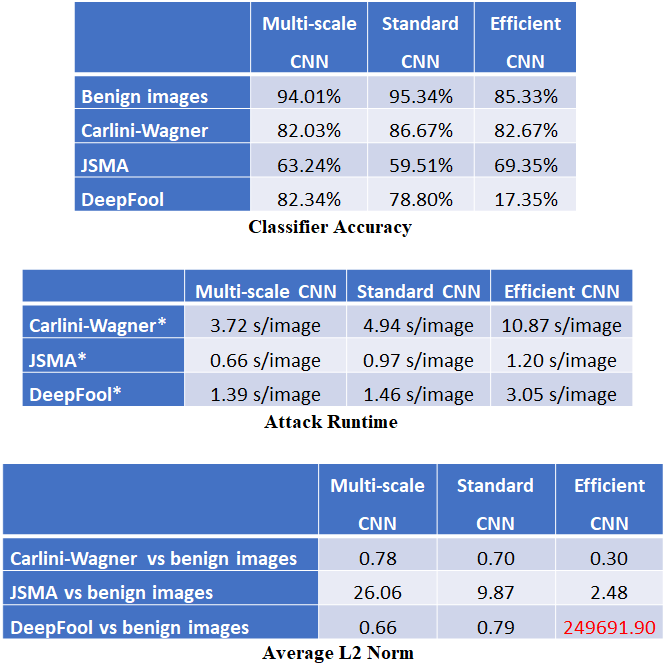 Multi-scale CNN Standard CNN Efficient CNN
Benign images 94.01% 95.34% 85.33%
Carlini-Wagner 82.03% 86.67% 82.67%
JSMA 63.24% 59.51% 69.35%
DeepFool 82.34% 78.80% 17.35%
Classifier Accuracy
Multi-scale CNN Standard CNN Efficient CNN
Carlini-Wagner* 3.72 s/image 4.94 s/image 10.87 s/image
JSMA* 0.66 s/image 0.97 s/image 1.20 s/image
DeepFool* 1.39 s/image 1.46 s/image 3.05 s/image
Attack Runtime
Multi-scale CNN Standard CNN Efficient CNN
Carlini-Wagner vs benign images 0.78 0.70 0.30
JSMA vs benign images 26.06 9.87 2.48
DeepFool vs benign images 0.66 0.79 249691.90
Average L2 Norm